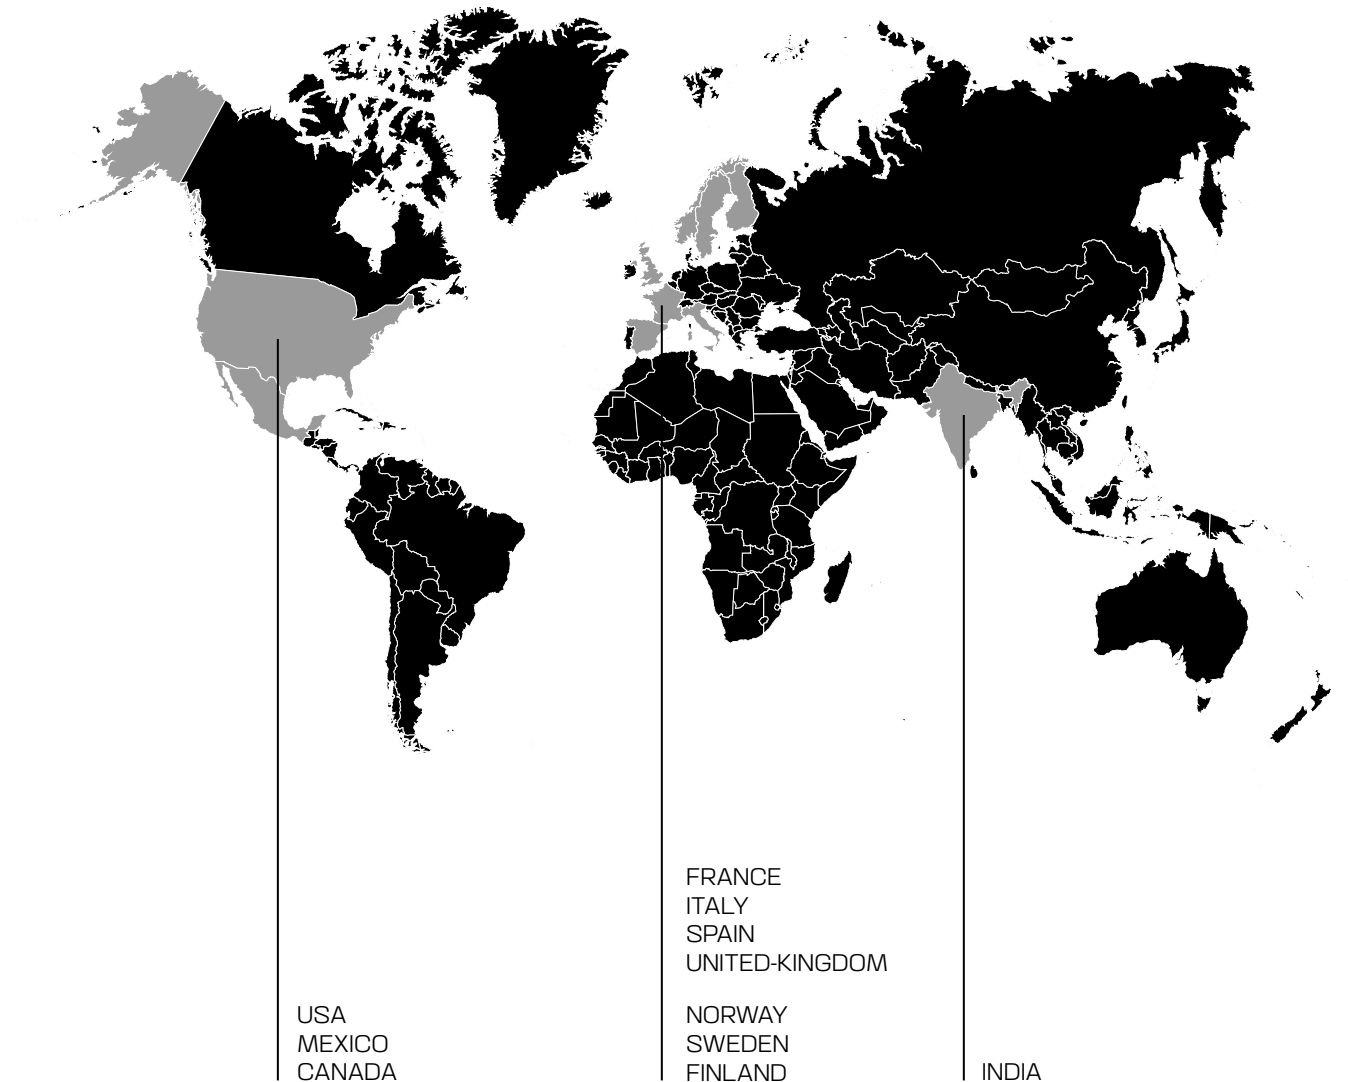 FRANCE
ITALY
SPAIN
UNITED-KINGDOM
USA
MEXICO
CANADA
NORWAY
SWEDEN
FINLAND
INDIA